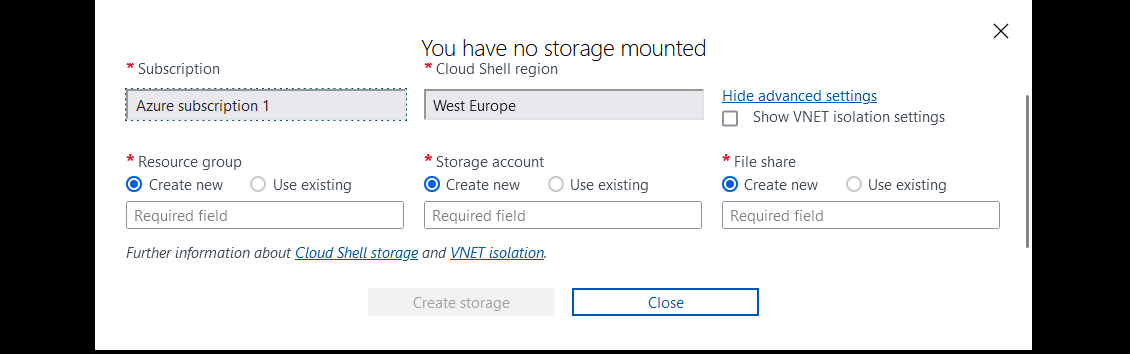 You have no storage mounted
* Subscription
* Cloud Shell region
Azure subscription 1
West Europe
Hide advanced settings
Show VNET isolation settings
* Resource group
* Storage account
* File share
Create new
Use existing
Create new
Use existing
Create new
Use existing
Required field
Required field
Required field
Further information about Cloud Shell storage and VNET isolation.
Create storage
Close